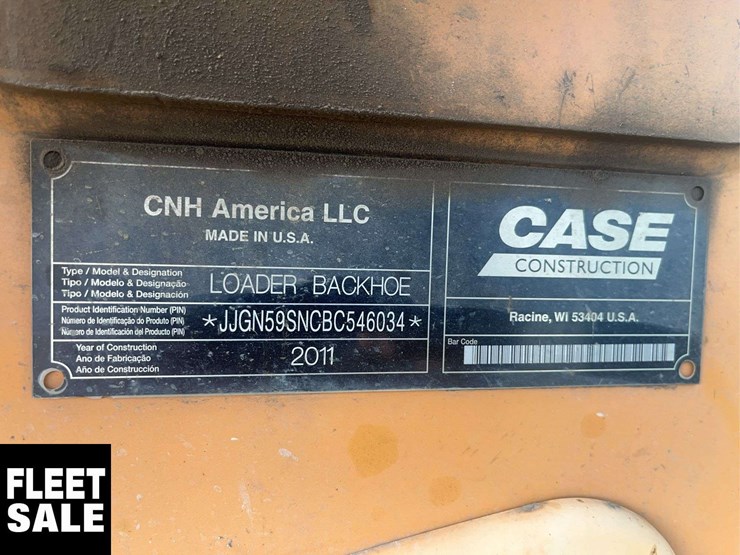 CNH America LLC
MADE IN U.S.A.
Type / Model & Designation
Tipo / Modelo & Designação
Tipo / Modelo & Designación
LOADER BACKHOE
Product Identification Number (PIN)
Número de Identificação do Produto (PIN)
Número de Identificación del Producto (PIN)
*JJGN59SNCBC546034*
Year of Construction
Ano de Fabricação
Año de Construcción
2011
CASE
CONSTRUCTION
Racine, Wi 53404 U.S.A.
Bar Code
FLEET
SALE